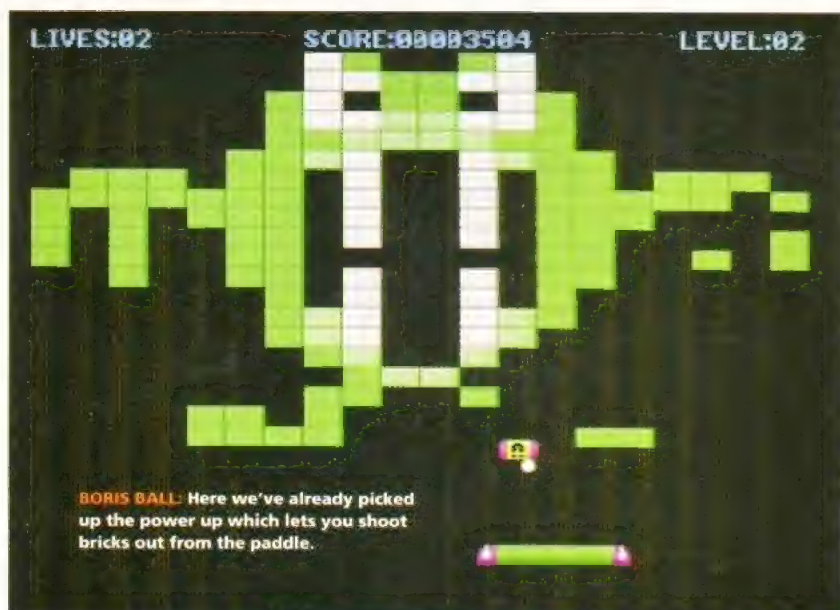 LIVES:02 SCORE:00003504 LEVEL:02
BORIS BALL: Here we've already picked
up the power up which lets you shoot
bricks out from the paddle.